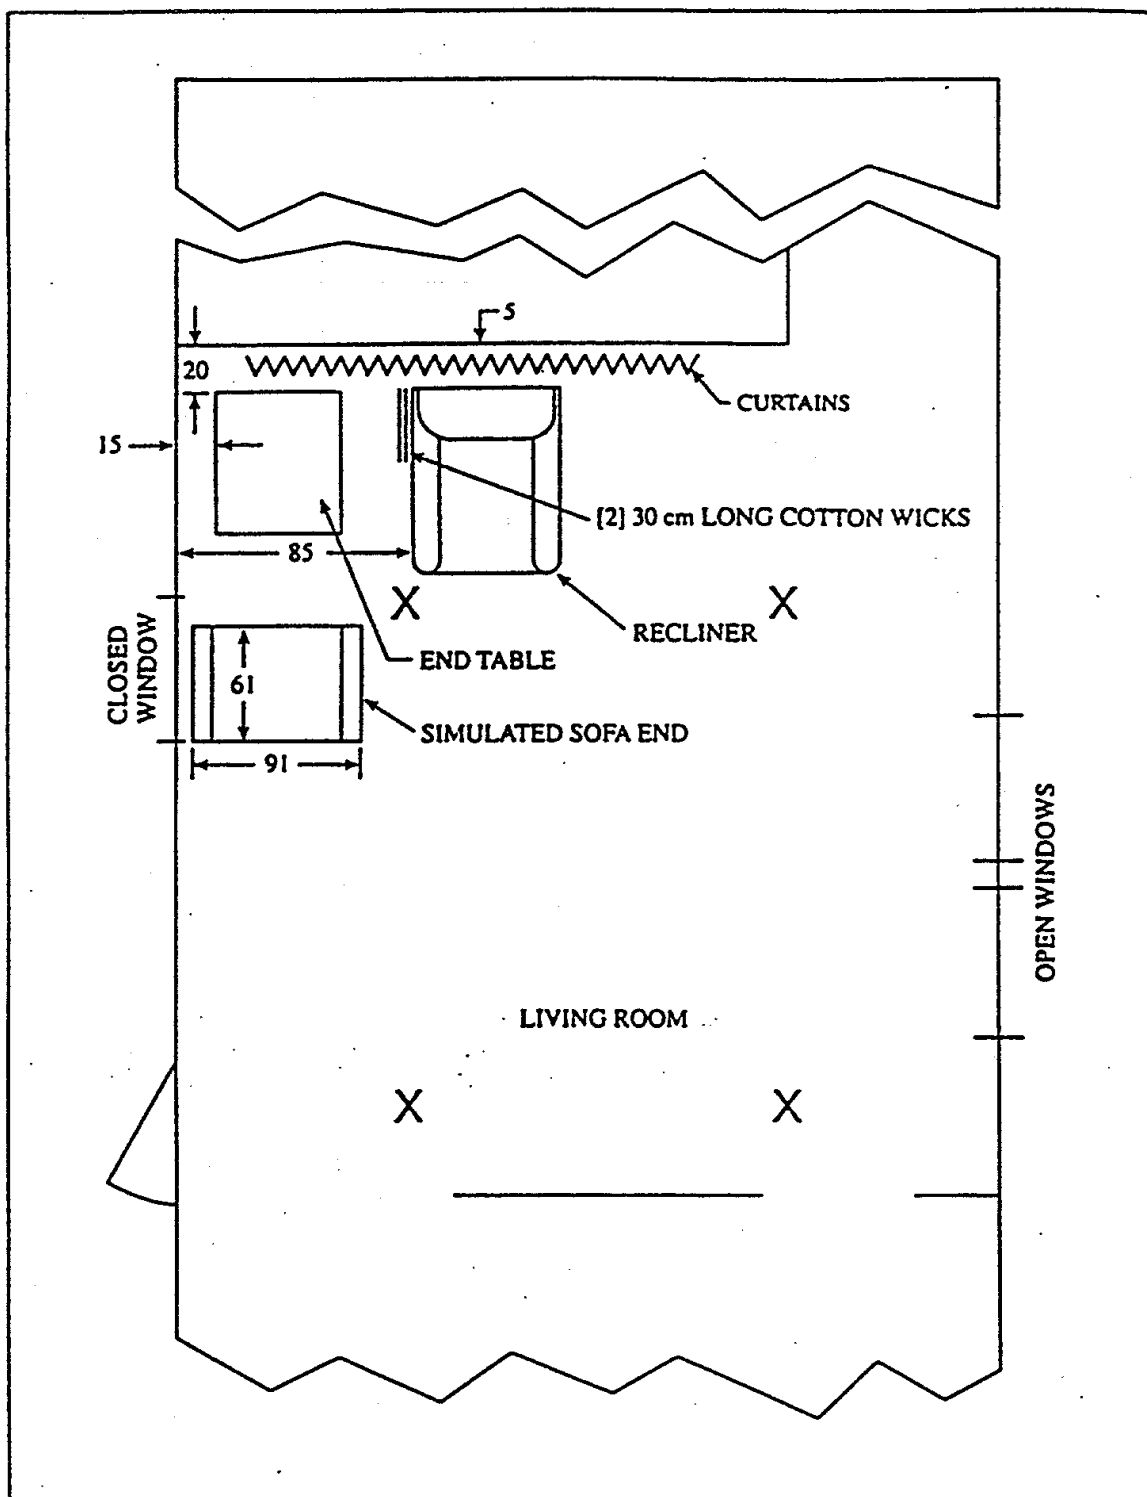 5
20
CURTAINS
15
[2] 30 cm LONG COTTON WICKS
85
X X
RECLINER
CLOSED
WINDOW
END TABLE
61
SIMULATED SOFA END
91
OPEN WINDOWS
LIVING ROOM
X X